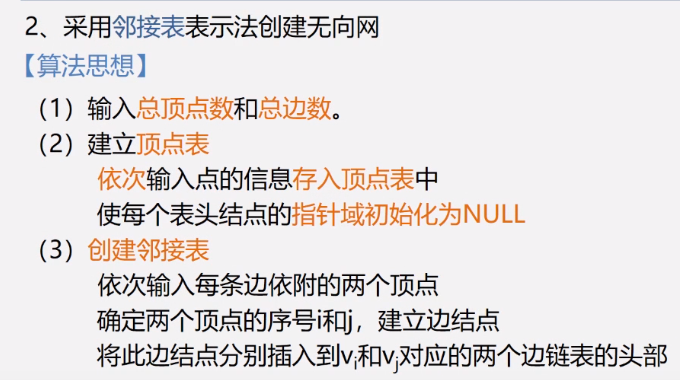 2、采用邻接表表示法创建无向网
【算法思想】
（1）输入总顶点数和总边数。
（2）建立顶点表
依次输入点的信息存入顶点表中
使每个表头结点的指针域初始化为NULL
（3）创建邻接表
依次输入每条边依附的两个顶点
确定两个顶点的序号i和j，建立边结点
将此边结点分别插入到vi和vj对应的两个边链表的头部